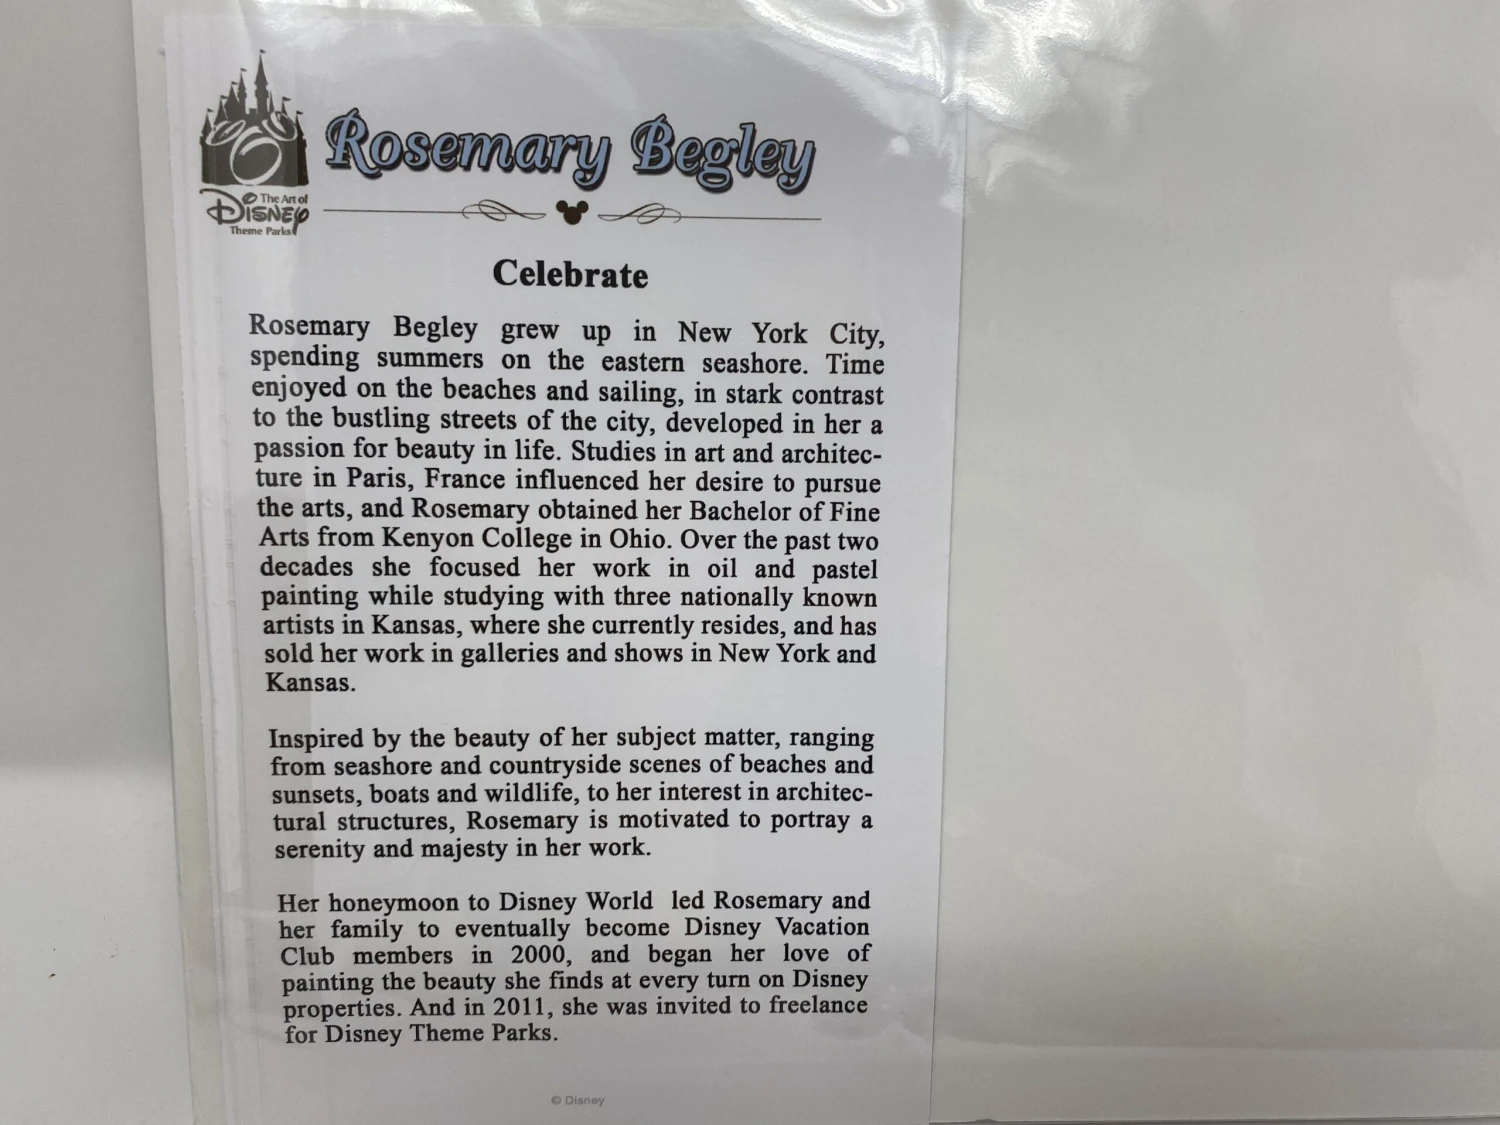 The Art of
Disney
Theme Parks
Rosemary Begley
Celebrate
Rosemary Begley grew up in New York City,
spending summers on the eastern seashore. Time
enjoyed on the beaches and sailing, in stark contrast
to the bustling streets of the city, developed in her a
passion for beauty in life. Studies in art and architec-
ture in Paris, France influenced her desire to pursue
the arts, and Rosemary obtained her Bachelor of Fine
Arts from Kenyon College in Ohio. Over the past two
decades she focused her work in oil and pastel
painting while studying with three nationally known
artists in Kansas, where she currently resides, and has
sold her work in galleries and shows in New York and
Kansas.
Inspired by the beauty of her subject matter, ranging
from seashore and countryside scenes of beaches and
sunsets, boats and wildlife, to her interest in architec-
tural structures, Rosemary is motivated to portray a
serenity and majesty in her work.
Her honeymoon to Disney World led Rosemary and
her family to eventually become Disney Vacation
Club members in 2000, and began her love of
painting the beauty she finds at every turn on Disney
properties. And in 2011, she was invited to freelance
for Disney Theme Parks.
© Disney